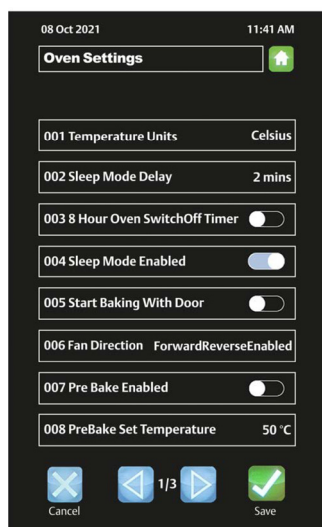 08 Oct 2021 11:41 AM
Oven Settings
001 Temperature Units Celsius
002 Sleep Mode Delay 2 mins
003 8 Hour Oven SwitchOff Timer
004 Sleep Mode Enabled
005 Start Baking With Door
006 Fan Direction ForwardReverseEnabled
007 Pre Bake Enabled
008 PreBake Set Temperature 50 °C
1/3
Cancel Save